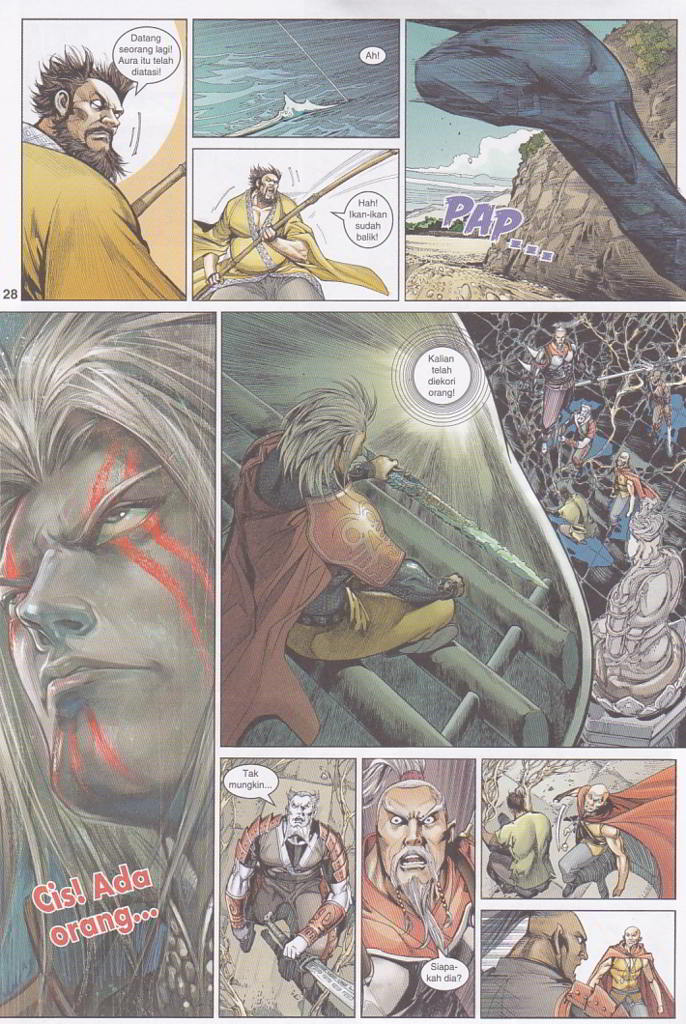 Datang
seorang lagi!
Aura itu telah
diatasi!
Ah!
Hah!
Ikan-ikan
sudah
balik!
PAP...
28
Kalian
telah
diekori
orang!
Cis! Ada
orang...
Tak
mungkin...
Siapa-
kah dia?